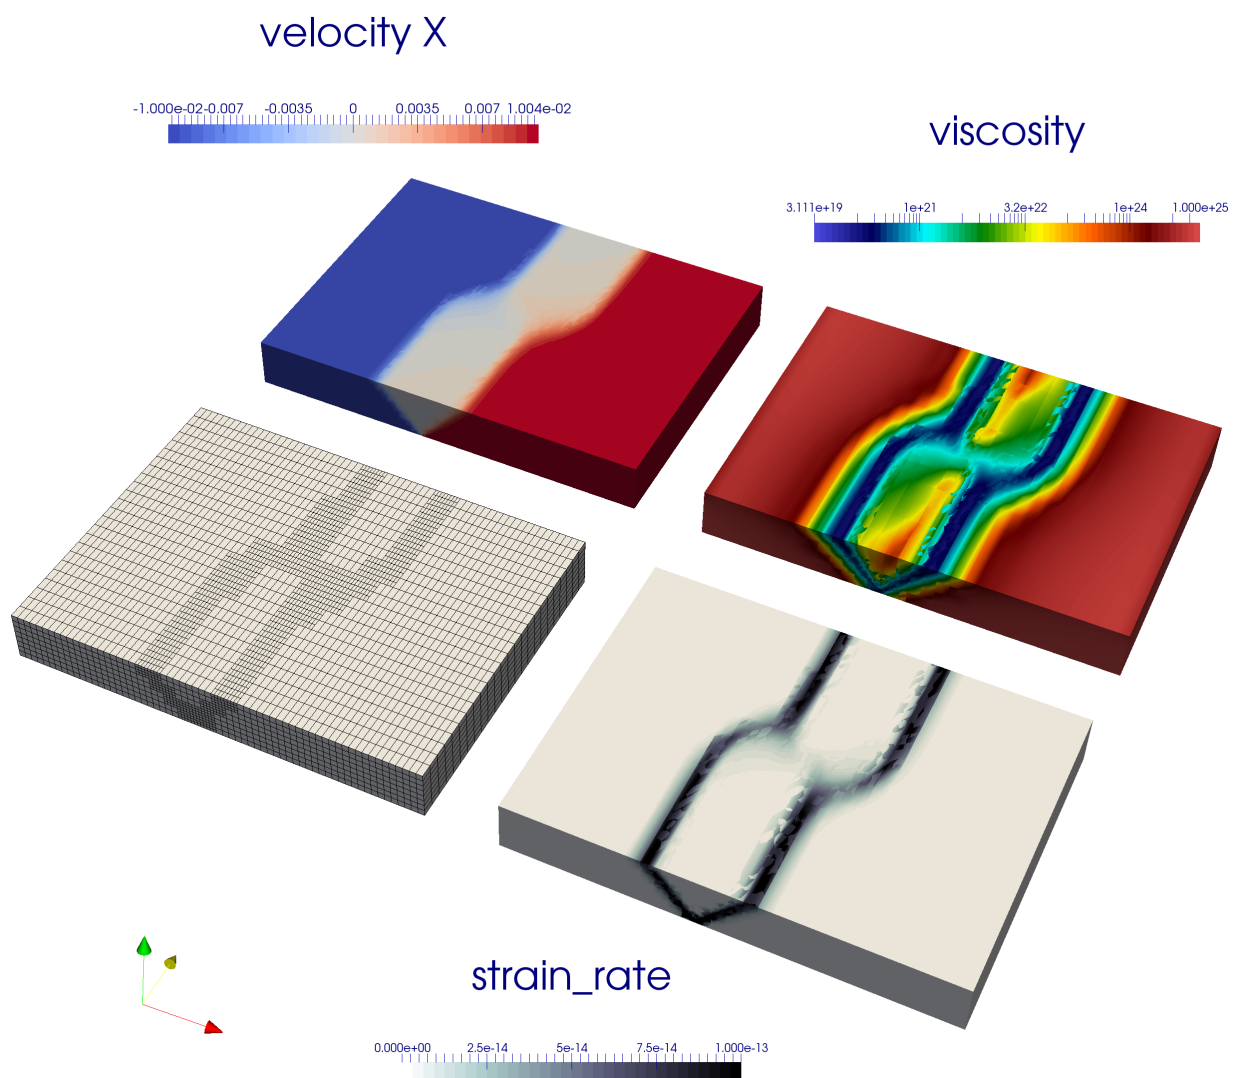 velocity X
-1.000e-02 -0.007 -0.0035 0 0.0035 0.007 1.004e-02
viscosity
3.111e+19 1e+21 3.2e+22 1e+24 1.000e+25
strain_rate
0.000e+00 2.5e-14 5e-14 7.5e-14 1.000e-13